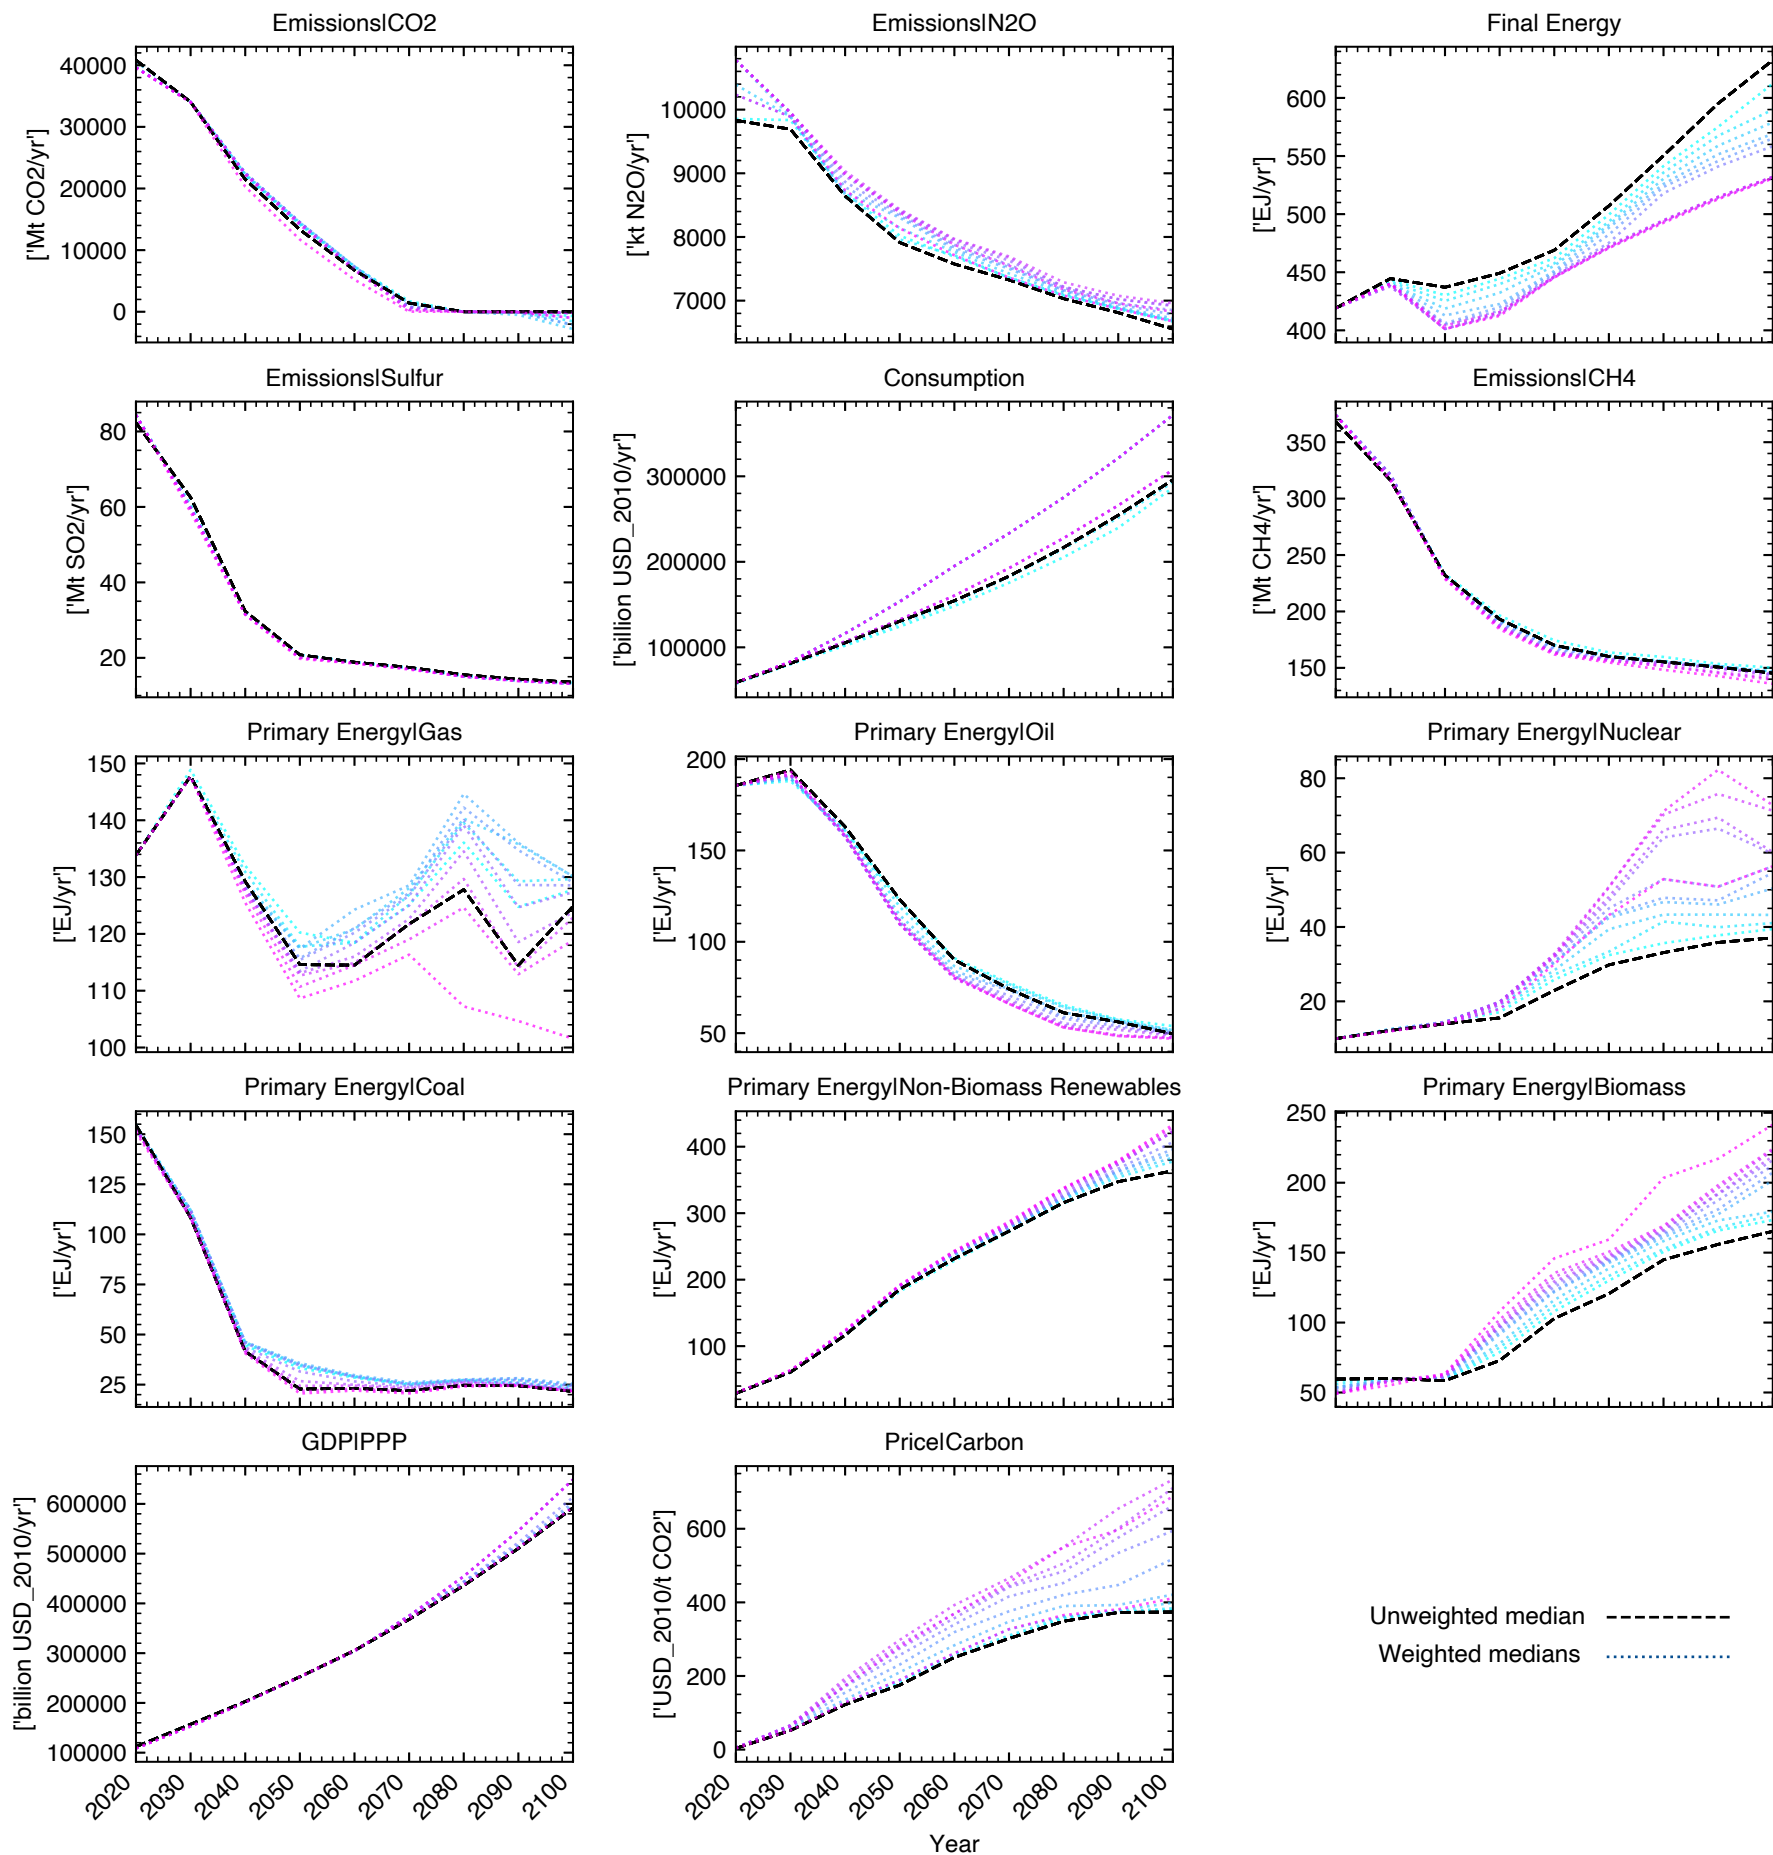 Emissions|CO2
['Mt CO2/yr']
40000
30000
20000
10000
0
Emissions|N2O
['kt N2O/yr']
10000
9000
8000
7000
Final Energy
['EJ/yr']
600
550
500
450
400
Emissions|Sulfur
['Mt SO2/yr']
80
60
40
20
Consumption
['billion USD_2010/yr']
300000
200000
100000
Emissions|CH4
['Mt CH4/yr']
350
300
250
200
150
Primary Energy|Gas
['EJ/yr']
150
140
130
120
110
100
Primary Energy|Oil
['EJ/yr']
200
150
100
50
Primary Energy|Nuclear
['EJ/yr']
80
60
40
20
Primary Energy|Coal
['EJ/yr']
150
125
100
75
50
25
Primary Energy|Non-Biomass Renewables
['EJ/yr']
400
300
200
100
Primary Energy|Biomass
['EJ/yr']
250
200
150
100
50
GDP|PPP
['billion USD_2010/yr']
600000
500000
400000
300000
200000
100000
2020 2030 2040 2050 2060 2070 2080 2090 2100
Price|Carbon
['USD_2010/t CO2']
600
400
200
0
2020 2030 2040 2050 2060 2070 2080 2090 2100
Year
Unweighted median
Weighted medians